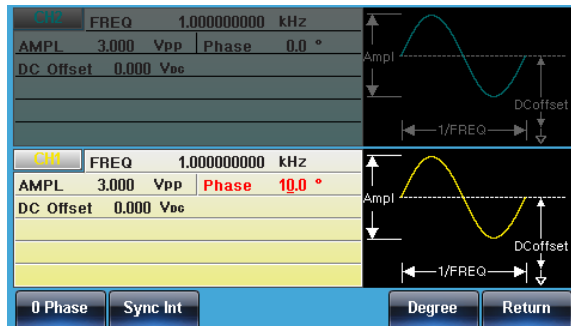 CH2 FREQ 1.000000000 kHz
AMPL 3.000 Vpp Phase 0.0 °
DC Offset 0.000 VDC
Ampl
DCoffset
1/FREQ
CH1 FREQ 1.000000000 kHz
AMPL 3.000 Vpp Phase 10.0 °
DC Offset 0.000 VDC
Ampl
DCoffset
1/FREQ
0 Phase Sync Int Degree Return